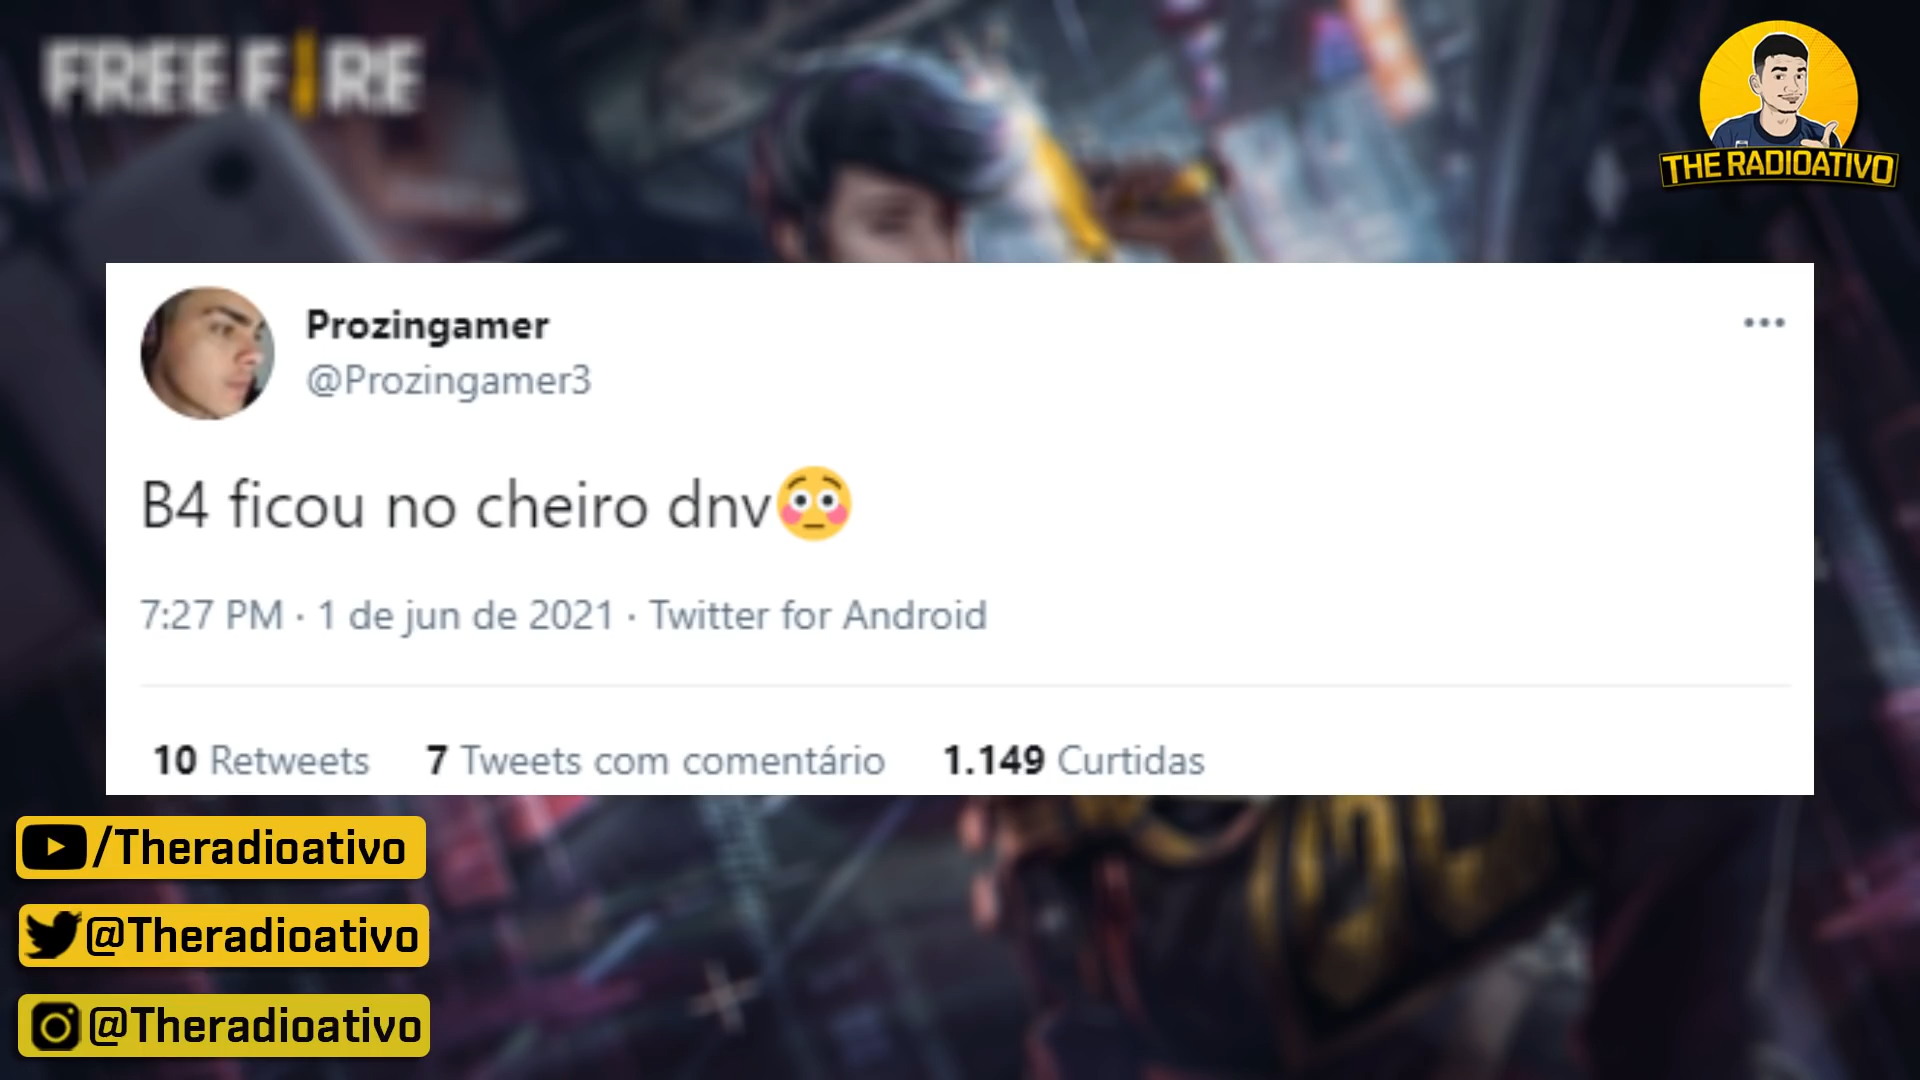 FREE FIRE
THE RADIOATIVO
Prozingamer
@Prozingamer3
B4 ficou no cheiro dnv😳
7:27 PM · 1 de jun de 2021 · Twitter for Android
10 Retweets 7 Tweets com comentário 1.149 Curtidas
/Theradioativo
@Theradioativo
@Theradioativo